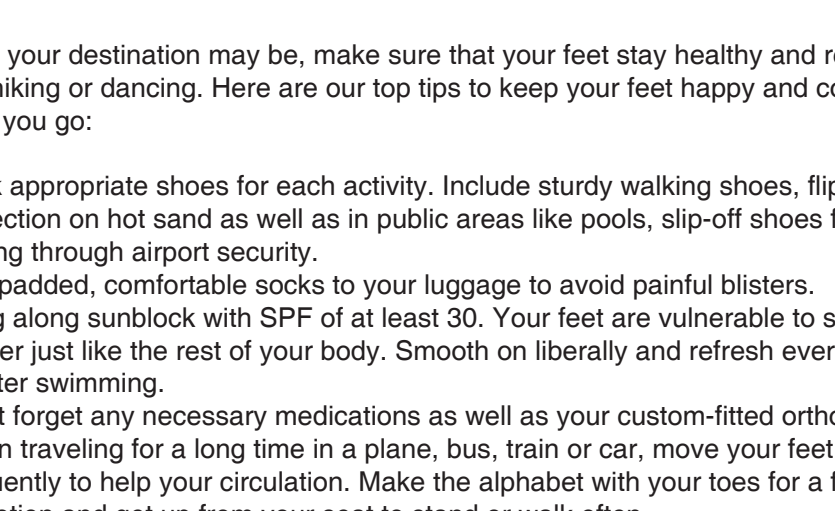 your destination may be, make sure that your feet stay healthy and r
hiking or dancing. Here are our top tips to keep your feet happy and co
you go:
appropriate shoes for each activity. Include sturdy walking shoes, flip
ection on hot sand as well as in public areas like pools, slip-off shoes f
ng through airport security.
padded, comfortable socks to your luggage to avoid painful blisters.
g along sunblock with SPF of at least 30. Your feet are vulnerable to s
er just like the rest of your body. Smooth on liberally and refresh ever
ter swimming.
t forget any necessary medications as well as your custom-fitted ortho
n traveling for a long time in a plane, bus, train or car, move your feet
uently to help your circulation. Make the alphabet with your toes for a f
and get up from your seat to stand or walk often